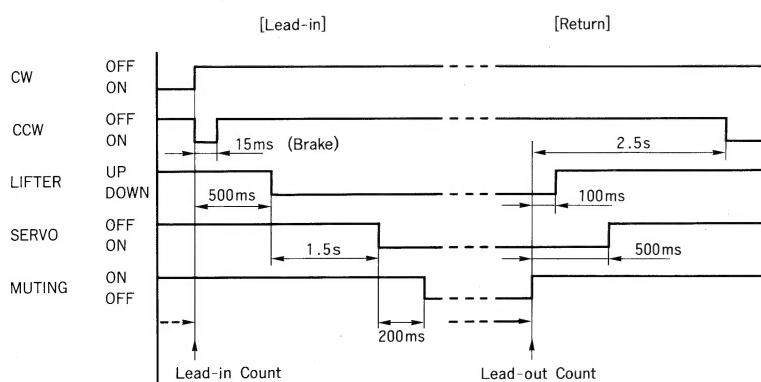 [Lead-in] [Return]
CW OFF
ON
CCW OFF
ON
15ms (Brake) 2.5s
LIFTER UP
DOWN
500ms 100ms
SERVO OFF
ON
1.5s 500ms
MUTING ON
OFF
200ms
Lead-in Count Lead-out Count